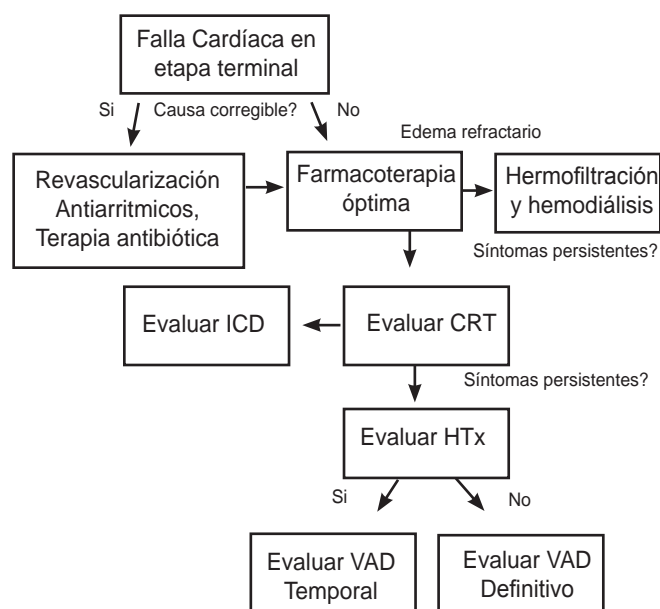 Falla Cardíaca en
etapa terminal
Si
Causa corregible?
No
Edema refractario
Revascularización
Antiarritmicos,
Terapia antibiótica
Farmacoterapia
óptima
Hermofiltración
y hemodiálisis
Síntomas persistentes?
Evaluar ICD
Evaluar CRT
Síntomas persistentes?
Evaluar HTx
Si
No
Evaluar VAD
Temporal
Evaluar VAD
Definitivo